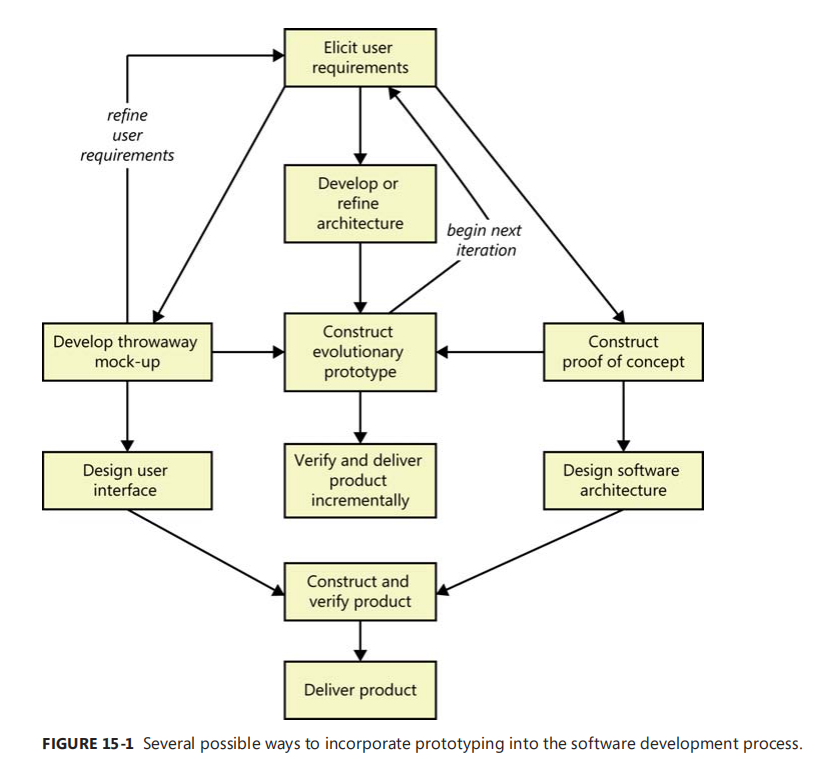 Elicit user
requirements
refine
user
requirements
Develop or
refine
architecture
begin next
iteration
Develop throwaway
mock-up
Construct
evolutionary
prototype
Construct
proof of concept
Design user
interface
Verify and deliver
product
incrementally
Design software
architecture
Construct and
verify product
Deliver product
FIGURE 15-1 Several possible ways to incorporate prototyping into the software development process.